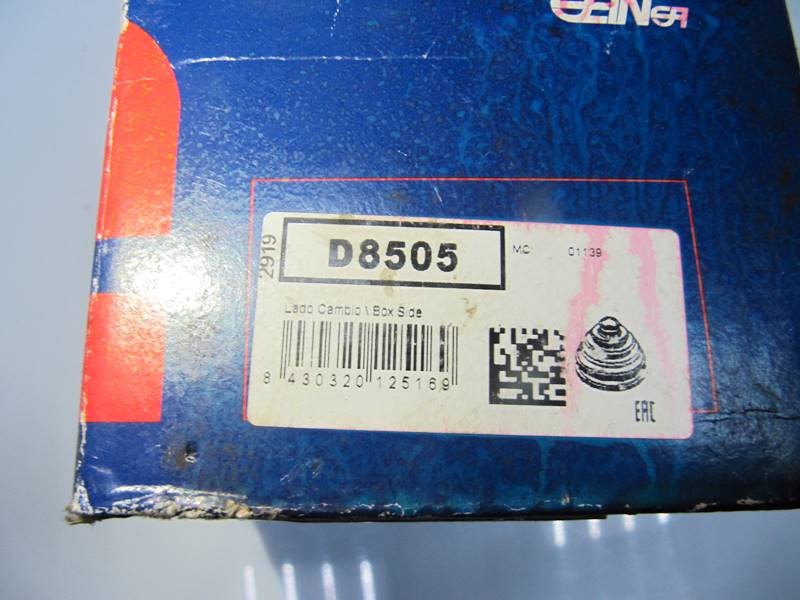 2919
D8505
MC 01139
Lado Cambio \ Box Side
8 430320 125169
EAC